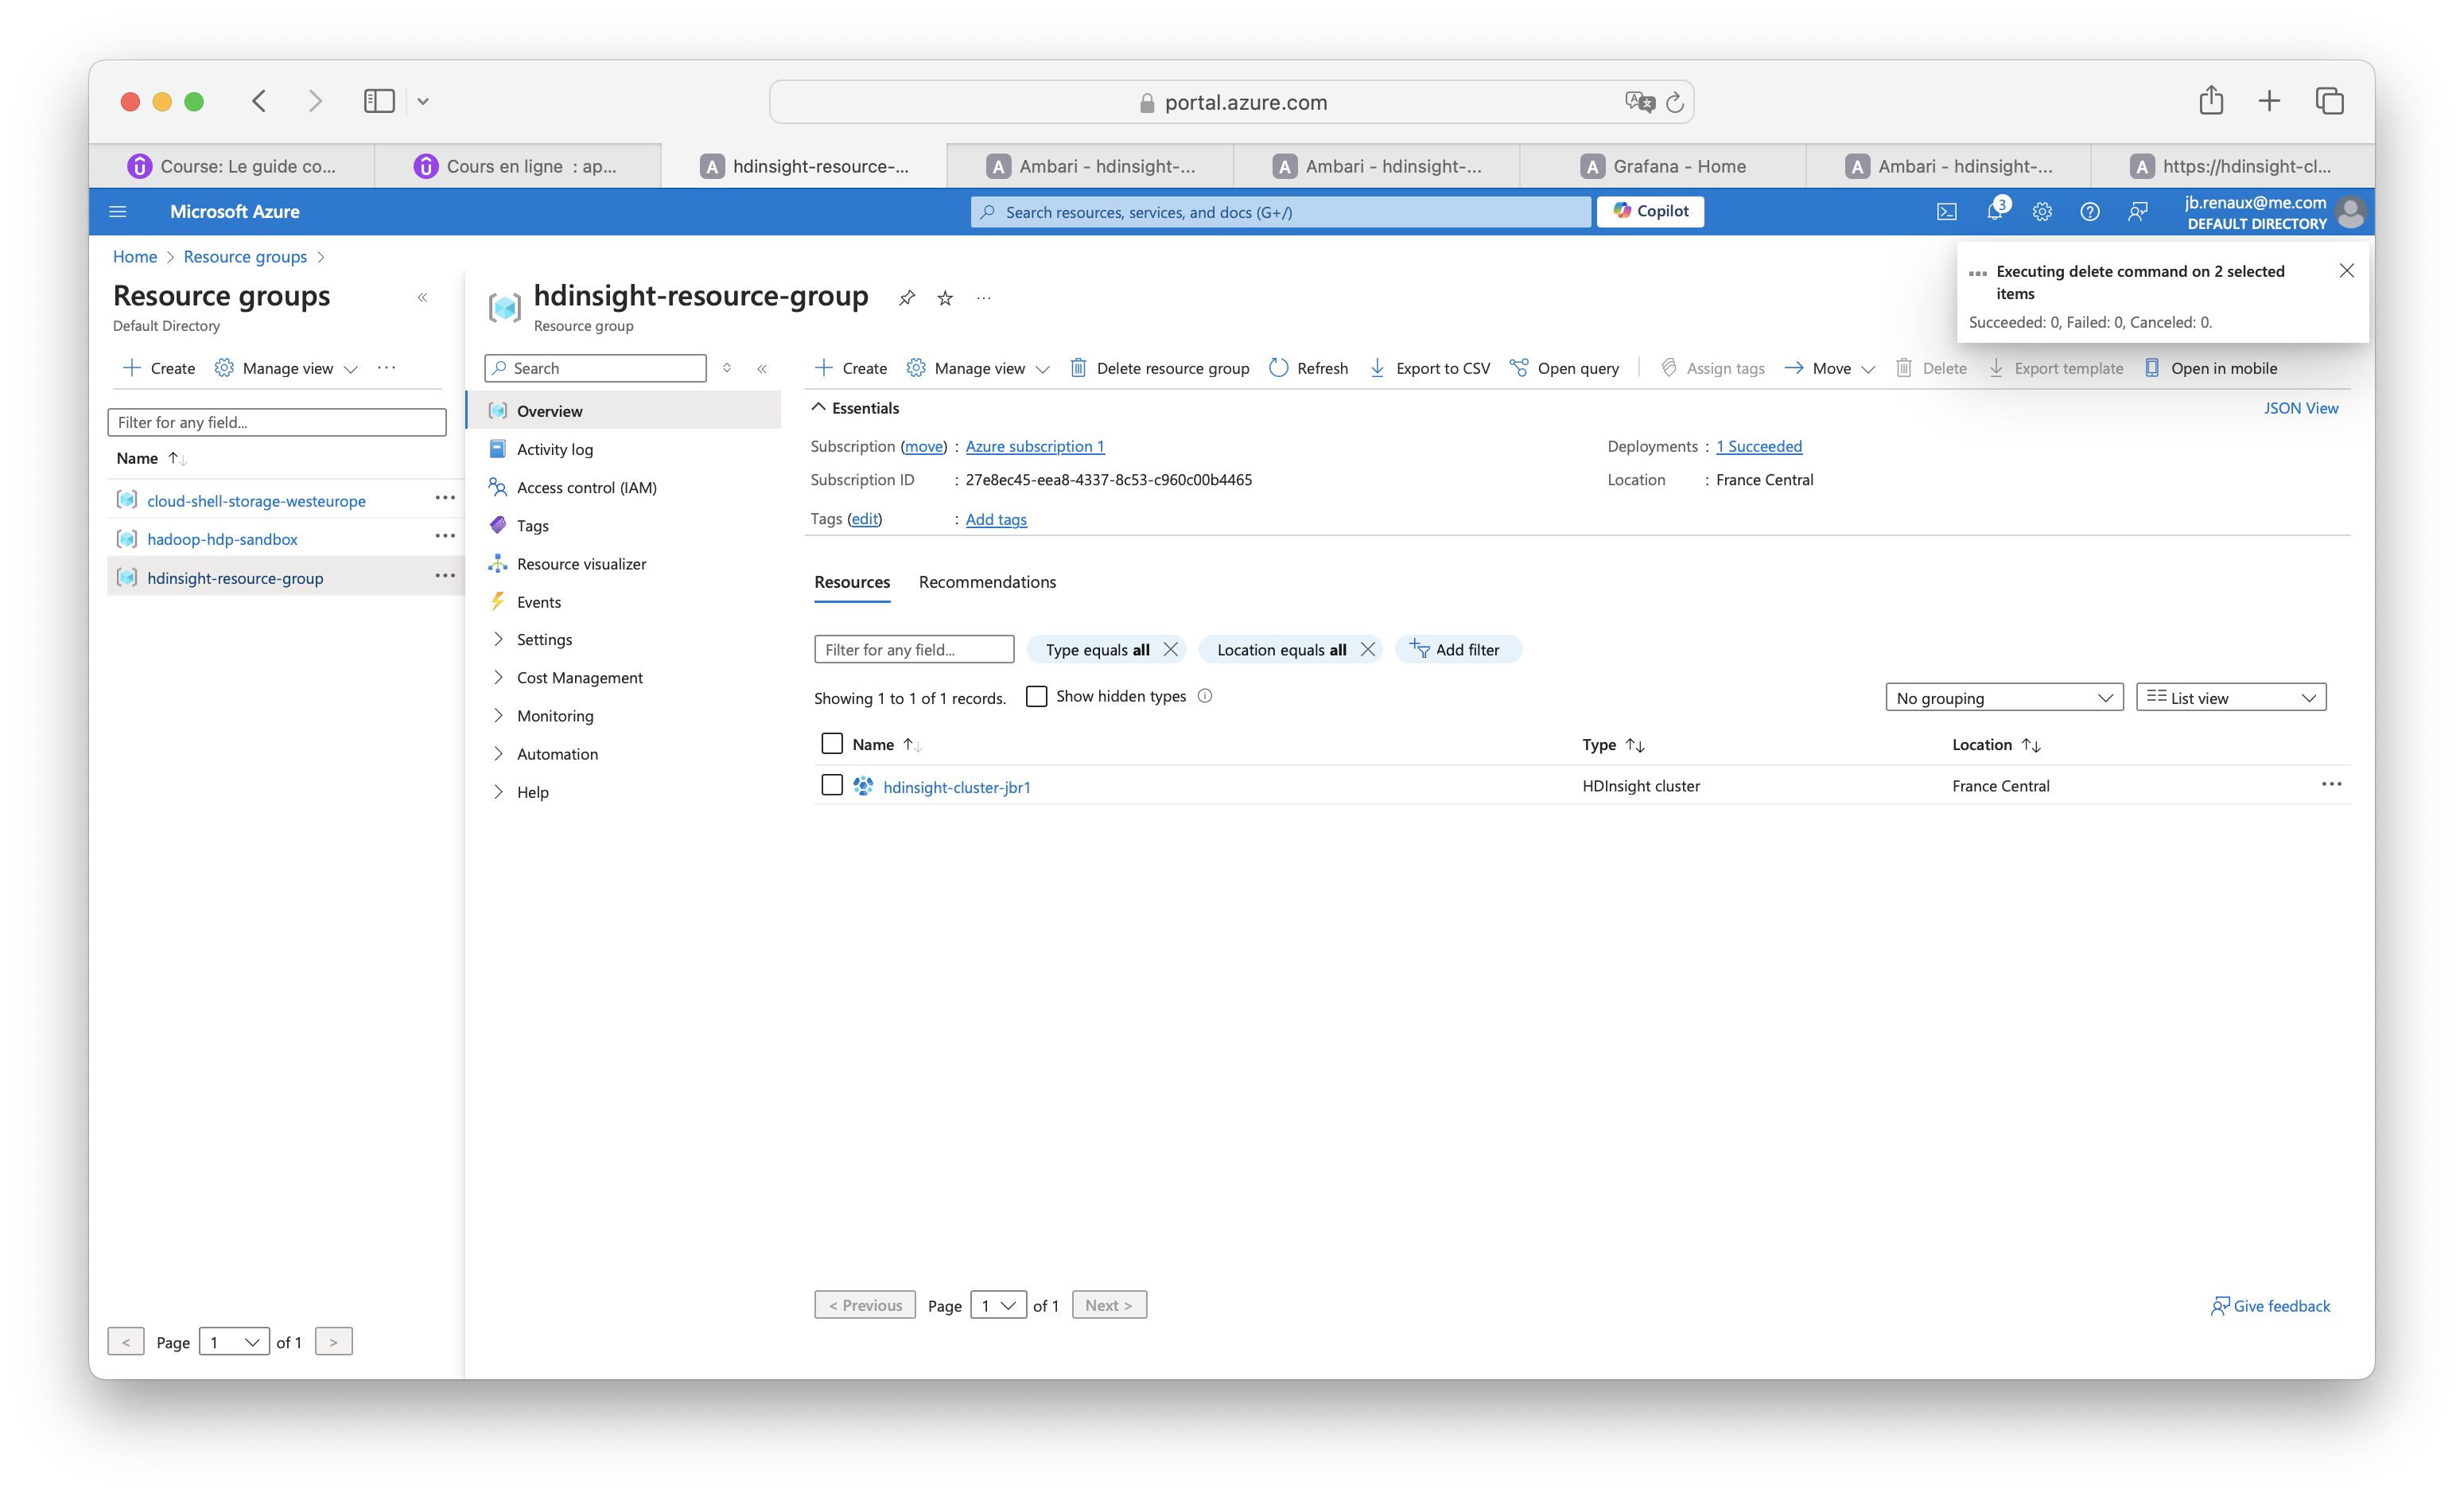 portal.azure.com
Course: Le guide co...
Cours en ligne : ap...
hdinsight-resource-...
Ambari - hdinsight-...
Ambari - hdinsight-...
Grafana - Home
Ambari - hdinsight-...
https://hdinsight-cl...
Microsoft Azure
Search resources, services, and docs (G+/)
Copilot
3
jb.renaux@me.com
DEFAULT DIRECTORY
Home > Resource groups >
Executing delete command on 2 selected
items
Succeeded: 0, Failed: 0, Canceled: 0.
Resource groups
Default Directory
Create
Manage view
Filter for any field...
Name
cloud-shell-storage-westeurope
hadoop-hdp-sandbox
hdinsight-resource-group
< Page 1 of 1 >
hdinsight-resource-group
Resource group
Search
Overview
Activity log
Access control (IAM)
Tags
Resource visualizer
Events
Settings
Cost Management
Monitoring
Automation
Help
Create
Manage view
Delete resource group
Refresh
Export to CSV
Open query
Assign tags
Move
Delete
Export template
Open in mobile
Essentials
JSON View
Subscription (move) : Azure subscription 1
Subscription ID : 27e8ec45-eea8-4337-8c53-c960c00b4465
Tags (edit) : Add tags
Deployments : 1 Succeeded
Location : France Central
Resources
Recommendations
Filter for any field...
Type equals all
Location equals all
Add filter
Showing 1 to 1 of 1 records.
Show hidden types
No grouping
List view
Name Type Location
hdinsight-cluster-jbr1 HDInsight cluster France Central
< Previous Page 1 of 1 Next >
Give feedback